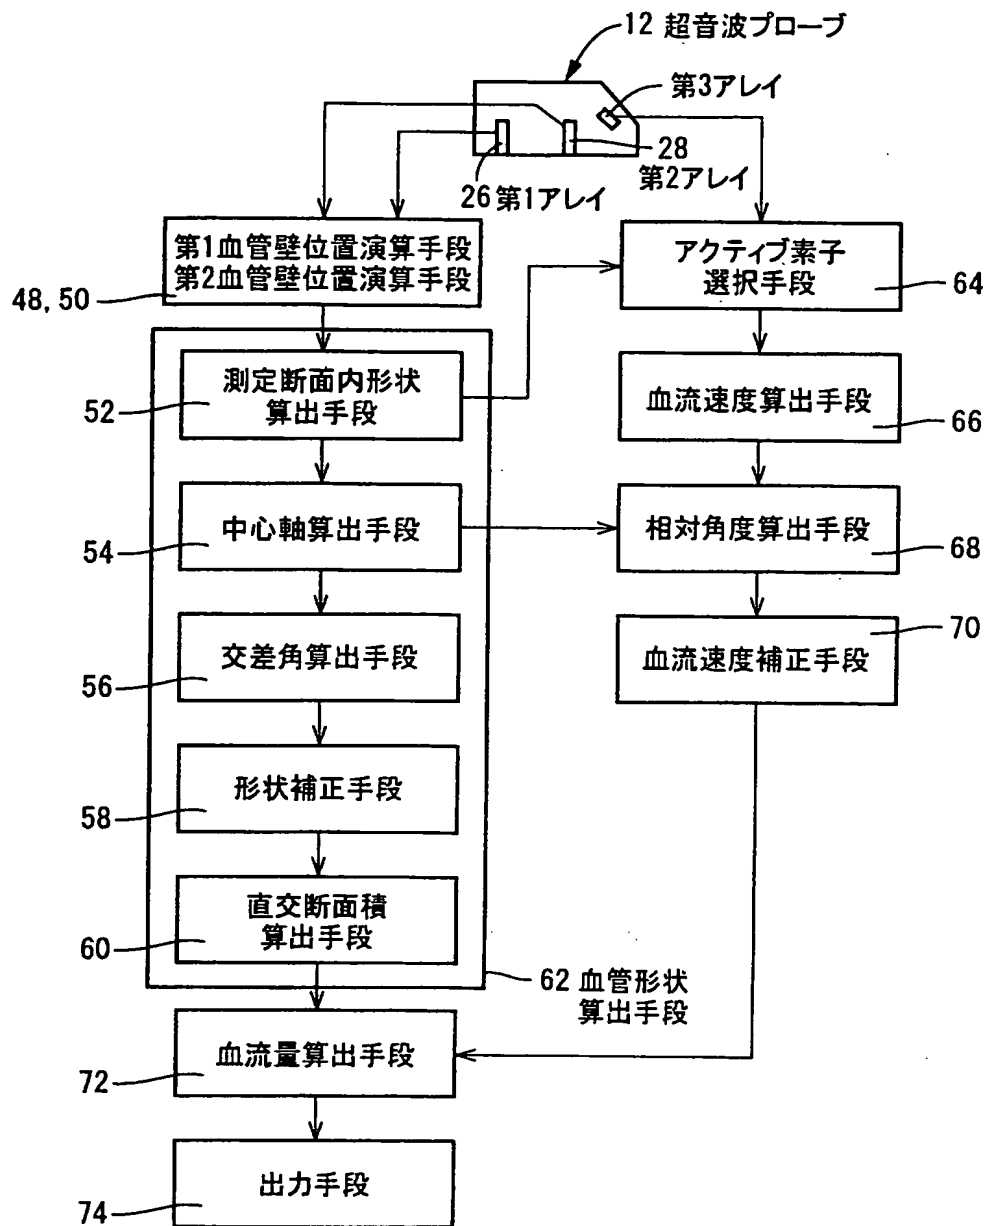 12 超音波プローブ
第3アレイ
28
第2アレイ
26 第1アレイ
第1血管壁位置演算手段
第2血管壁位置演算手段
48, 50
アクティブ素子
選択手段
64
測定断面内形状
算出手段
52
血流速度算出手段
66
中心軸算出手段
54
相対角度算出手段
68
交差角算出手段
56
血流速度補正手段
70
形状補正手段
58
直交断面積
算出手段
60
62 血管形状
算出手段
血流量算出手段
72
出力手段
74